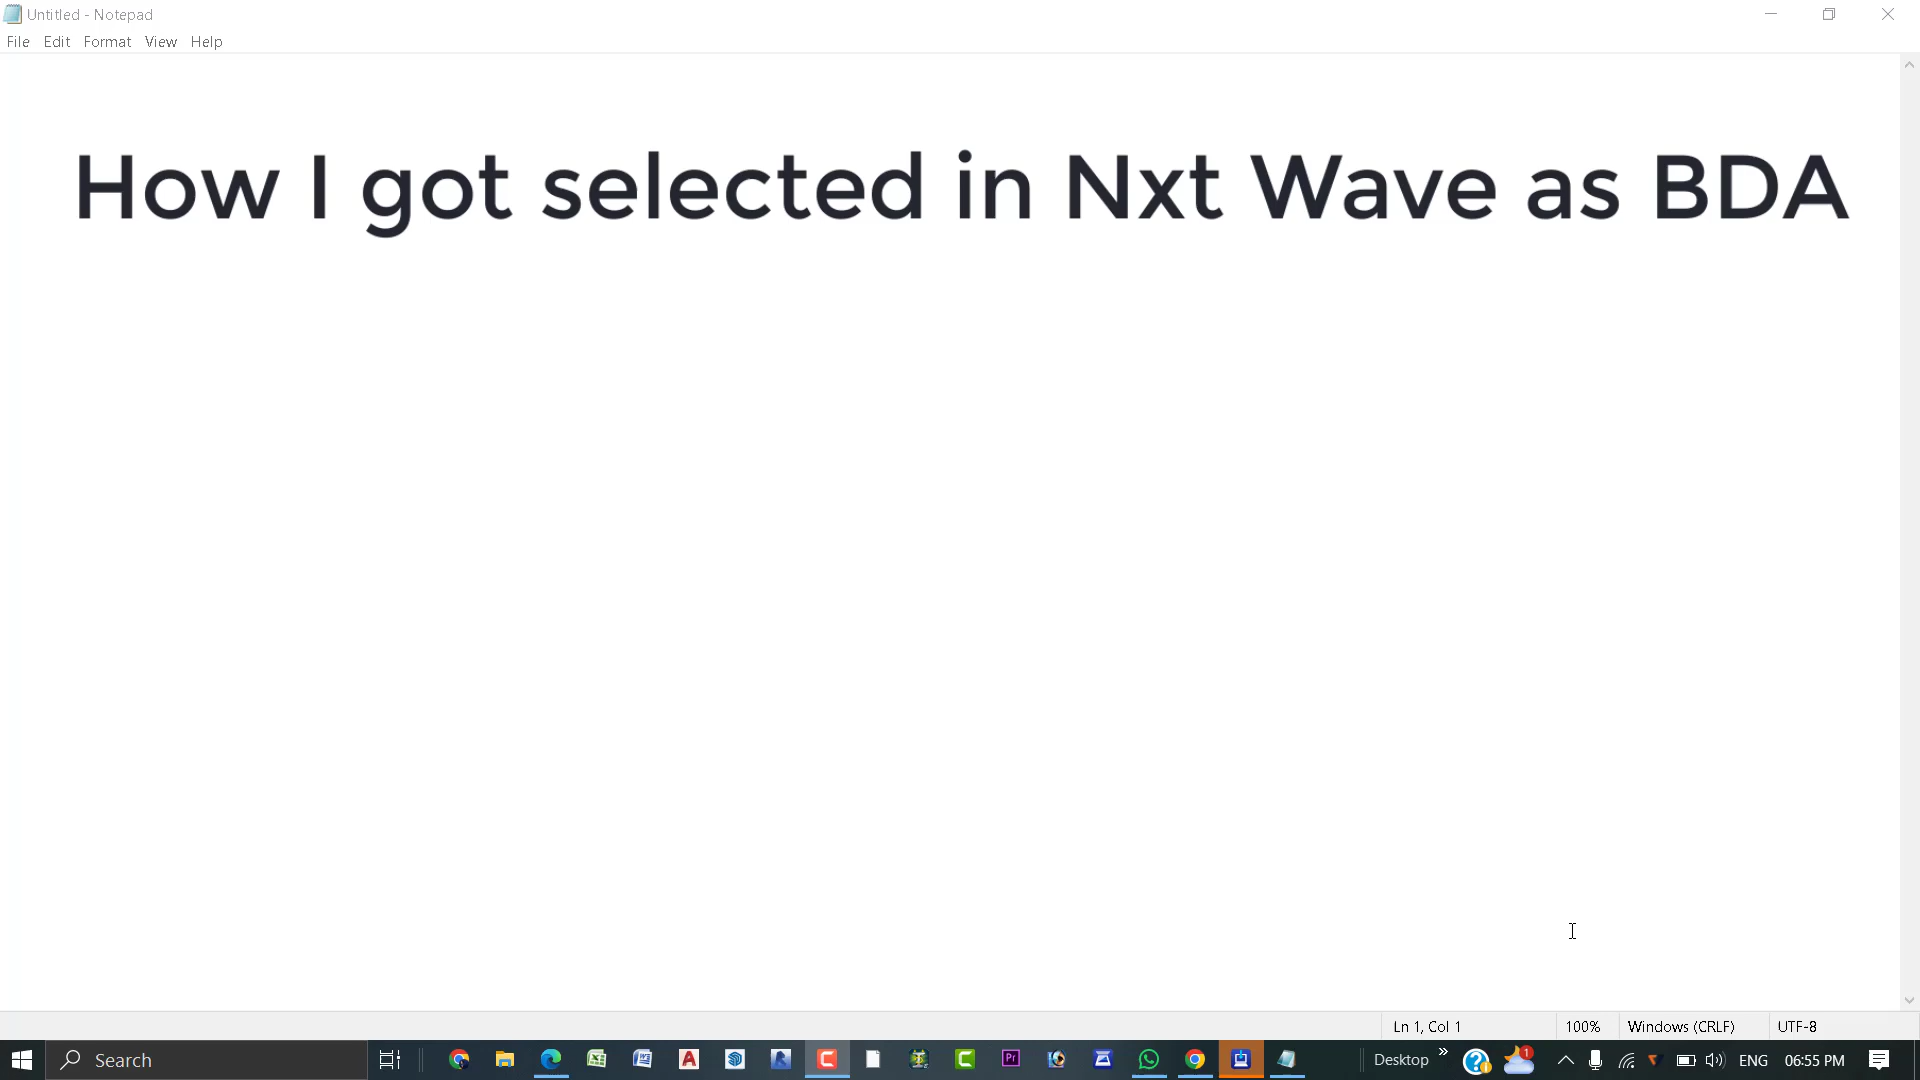 Untitled - Notepad
File Edit Format View Help
How I got selected in Nxt Wave as BDA
Ln 1, Col 1 100% Windows (CRLF) UTF-8
Search Desktop ENG 06:55 PM